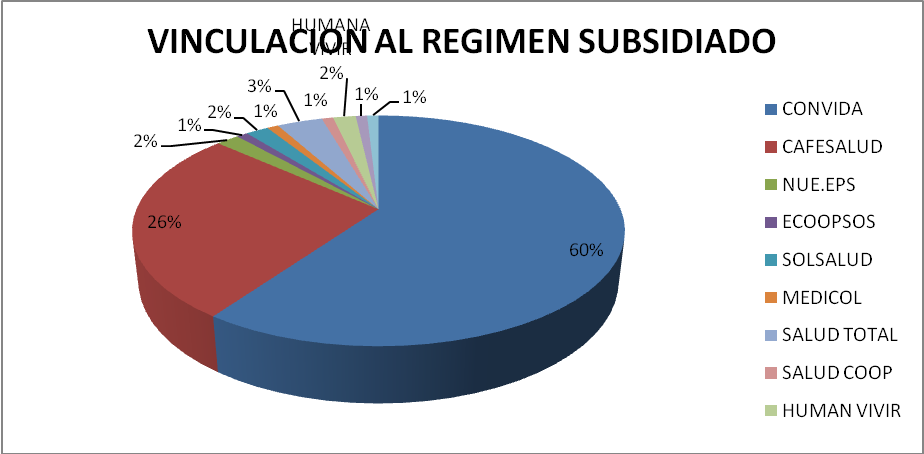 VINCULACION AL REGIMEN SUBSIDIADO
HUMANA
VIVIR
2%
3%
1%
1%
1%
2%
1%
1%
2%
26%
60%
CONVIDA
CAFESALUD
NUE.EPS
ECOOPSOS
SOLSALUD
MEDICOL
SALUD TOTAL
SALUD COOP
HUMAN VIVIR